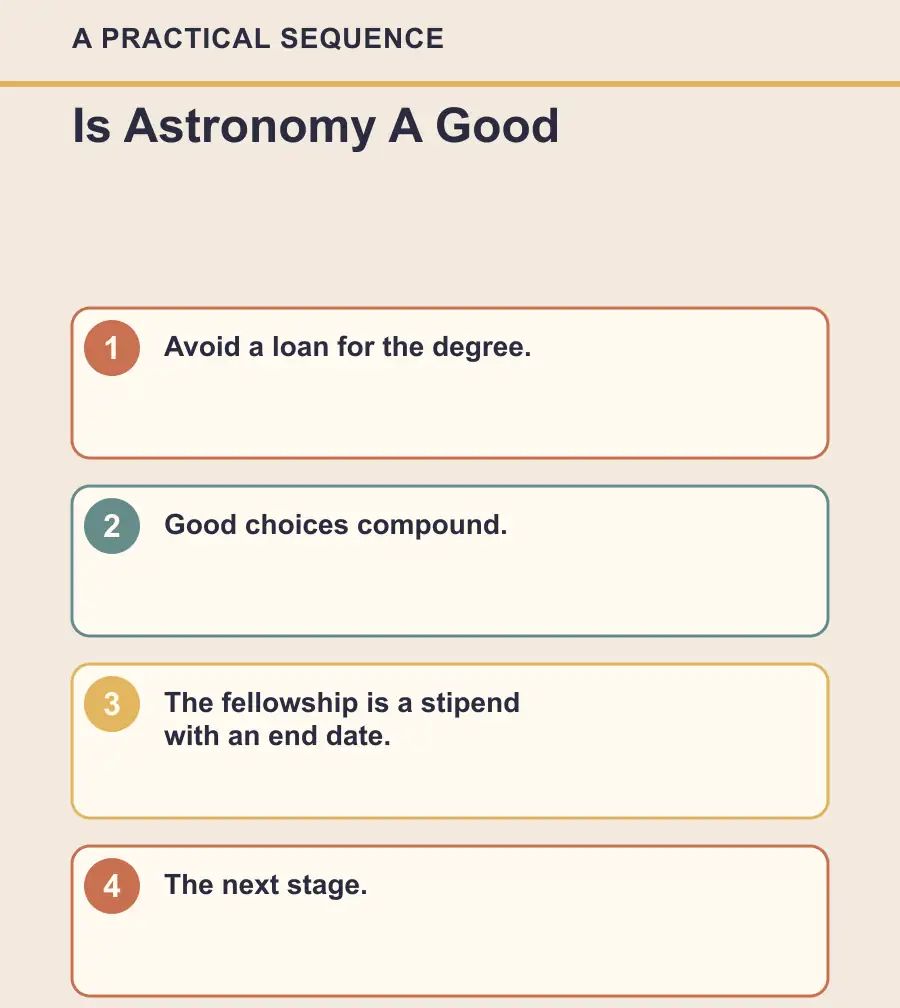 A PRACTICAL SEQUENCE
Is Astronomy A Good
1
Avoid a loan for the degree.
2
Good choices compound.
3
The fellowship is a stipend
with an end date.
4
The next stage.